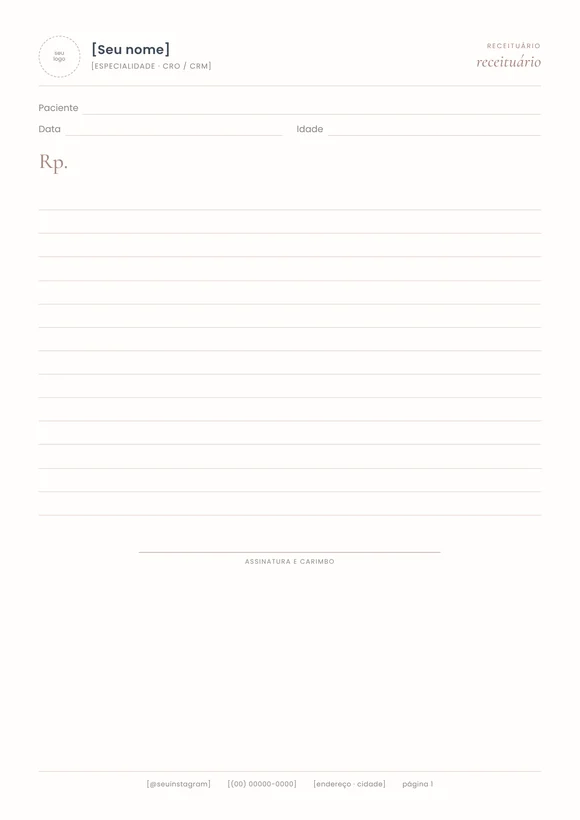 seu
logo
[Seu nome]
[ESPECIALIDADE · CRO / CRM]
RECEITUÁRIO
receituário
Paciente
Data Idade
Rp.
ASSINATURA E CARIMBO
[@seuinstagram] [(00) 00000-0000] [endereço · cidade] página 1